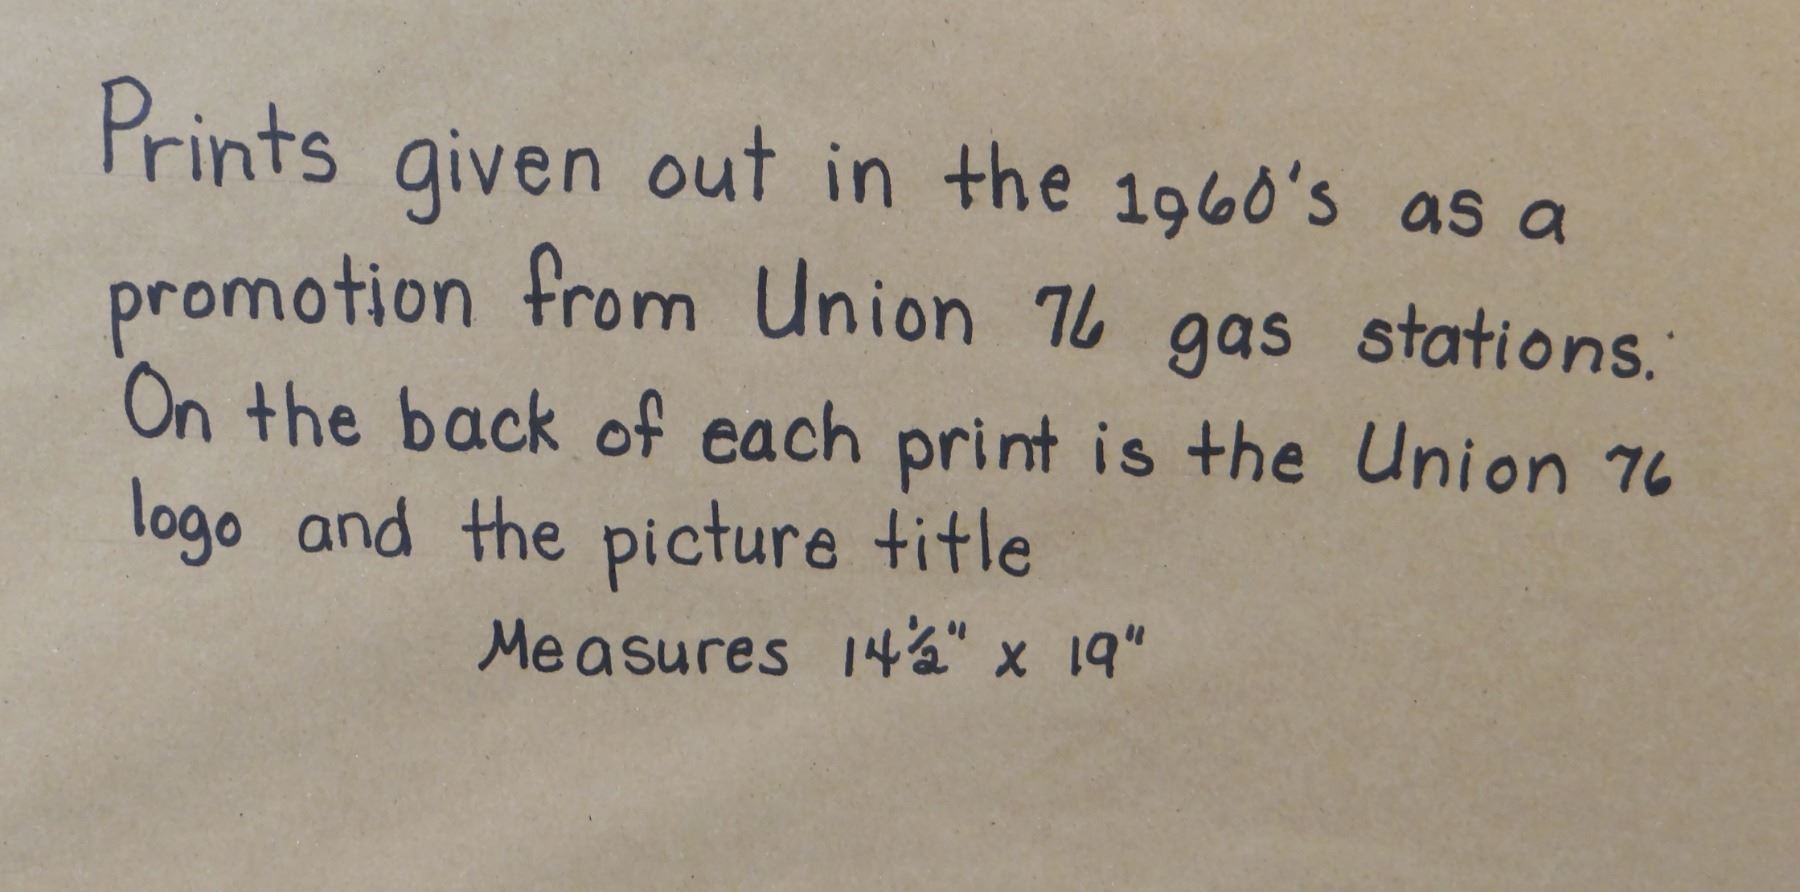 Prints given out in the 1960's as a
promotion from Union 76 gas stations.
On the back of each print is the Union 76
logo and the picture title
Measures 14½" x 19"